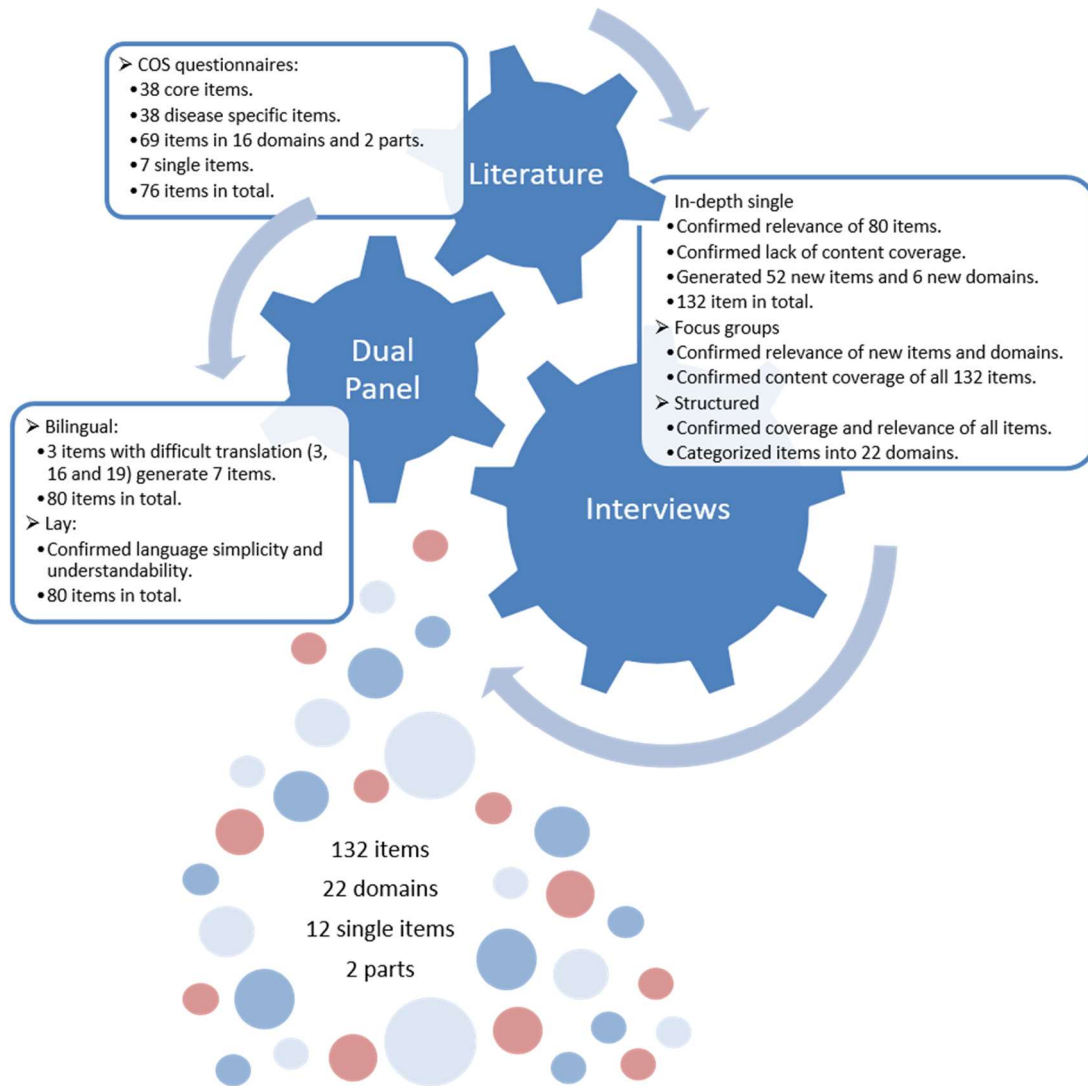 ➢ COS questionnaires:
•38 core items.
•38 disease specific items.
•69 items in 16 domains and 2 parts.
•7 single items.
•76 items in total.
Literature
In-depth single
•Confirmed relevance of 80 items.
•Confirmed lack of content coverage.
•Generated 52 new items and 6 new domains.
•132 item in total.
➢ Focus groups
•Confirmed relevance of new items and domains.
•Confirmed content coverage of all 132 items.
➢ Structured
•Confirmed coverage and relevance of all items.
•Categorized items into 22 domains.
Dual
Panel
➢ Bilingual:
•3 items with difficult translation (3,
16 and 19) generate 7 items.
•80 items in total.
➢ Lay:
•Confirmed language simplicity and
understandability.
•80 items in total.
Interviews
132 items
22 domains
12 single items
2 parts